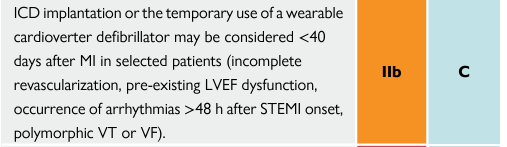 ICD implantation or the temporary use of a wearable
cardioverter defibrillator may be considered <40
days after MI in selected patients (incomplete
revascularization, pre-existing LVEF dysfunction,
occurrence of arrhythmias >48 h after STEMI onset,
polymorphic VT or VF).
IIb
C